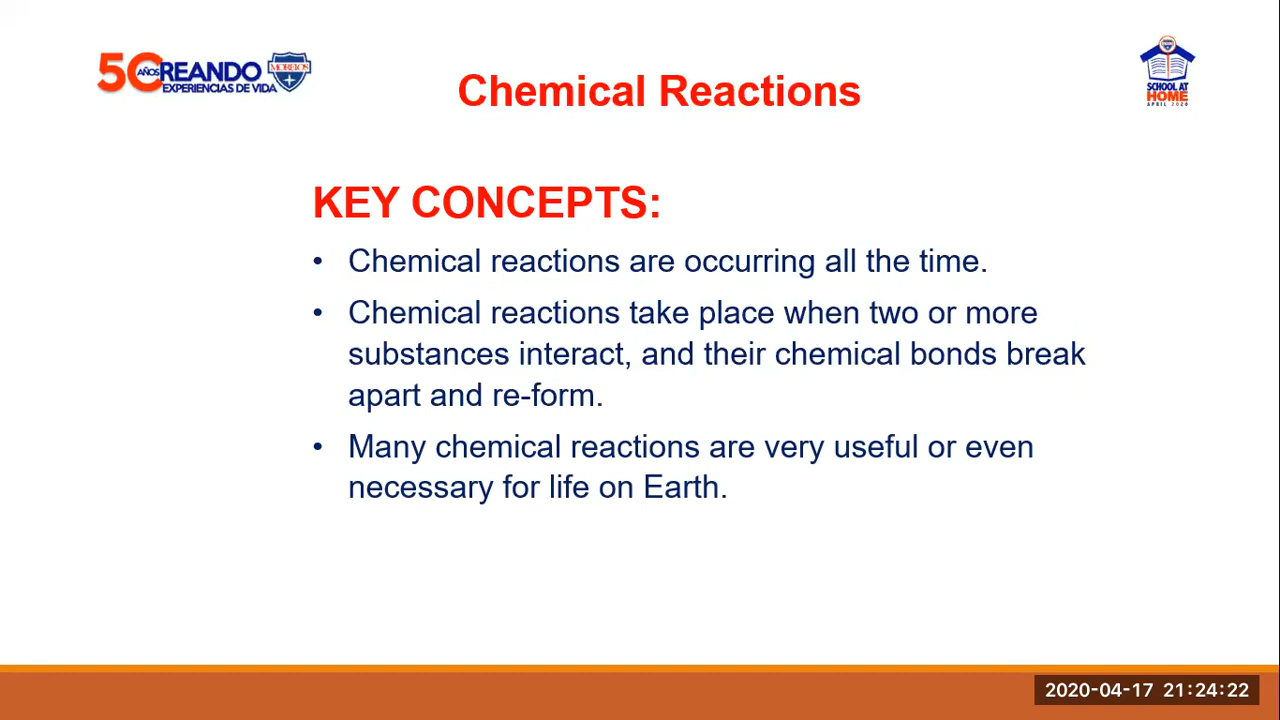 50 AÑOS CREANDO
EXPERIENCIAS DE VIDA
MORELOS
Chemical Reactions
SCHOOL AT
HOME
APRIL 2020
KEY CONCEPTS:
• Chemical reactions are occurring all the time.
• Chemical reactions take place when two or more
substances interact, and their chemical bonds break
apart and re-form.
• Many chemical reactions are very useful or even
necessary for life on Earth.
2020-04-17 21:24:22